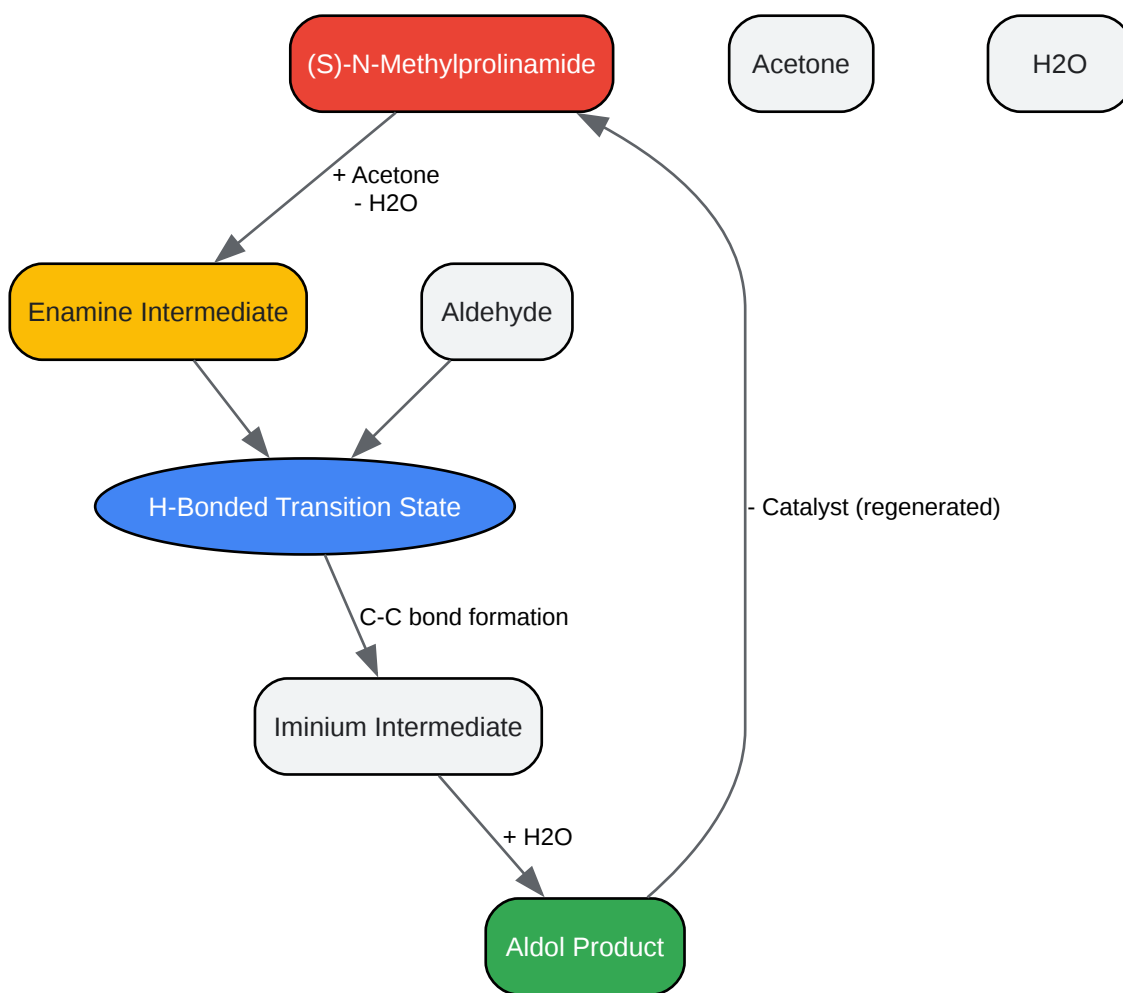 (S)-N-Methylprolinamide
Acetone
H2O
+ Acetone
- H2O
Enamine Intermediate
Aldehyde
H-Bonded Transition State
- Catalyst (regenerated)
C-C bond formation
Iminium Intermediate
+ H2O
Aldol Product